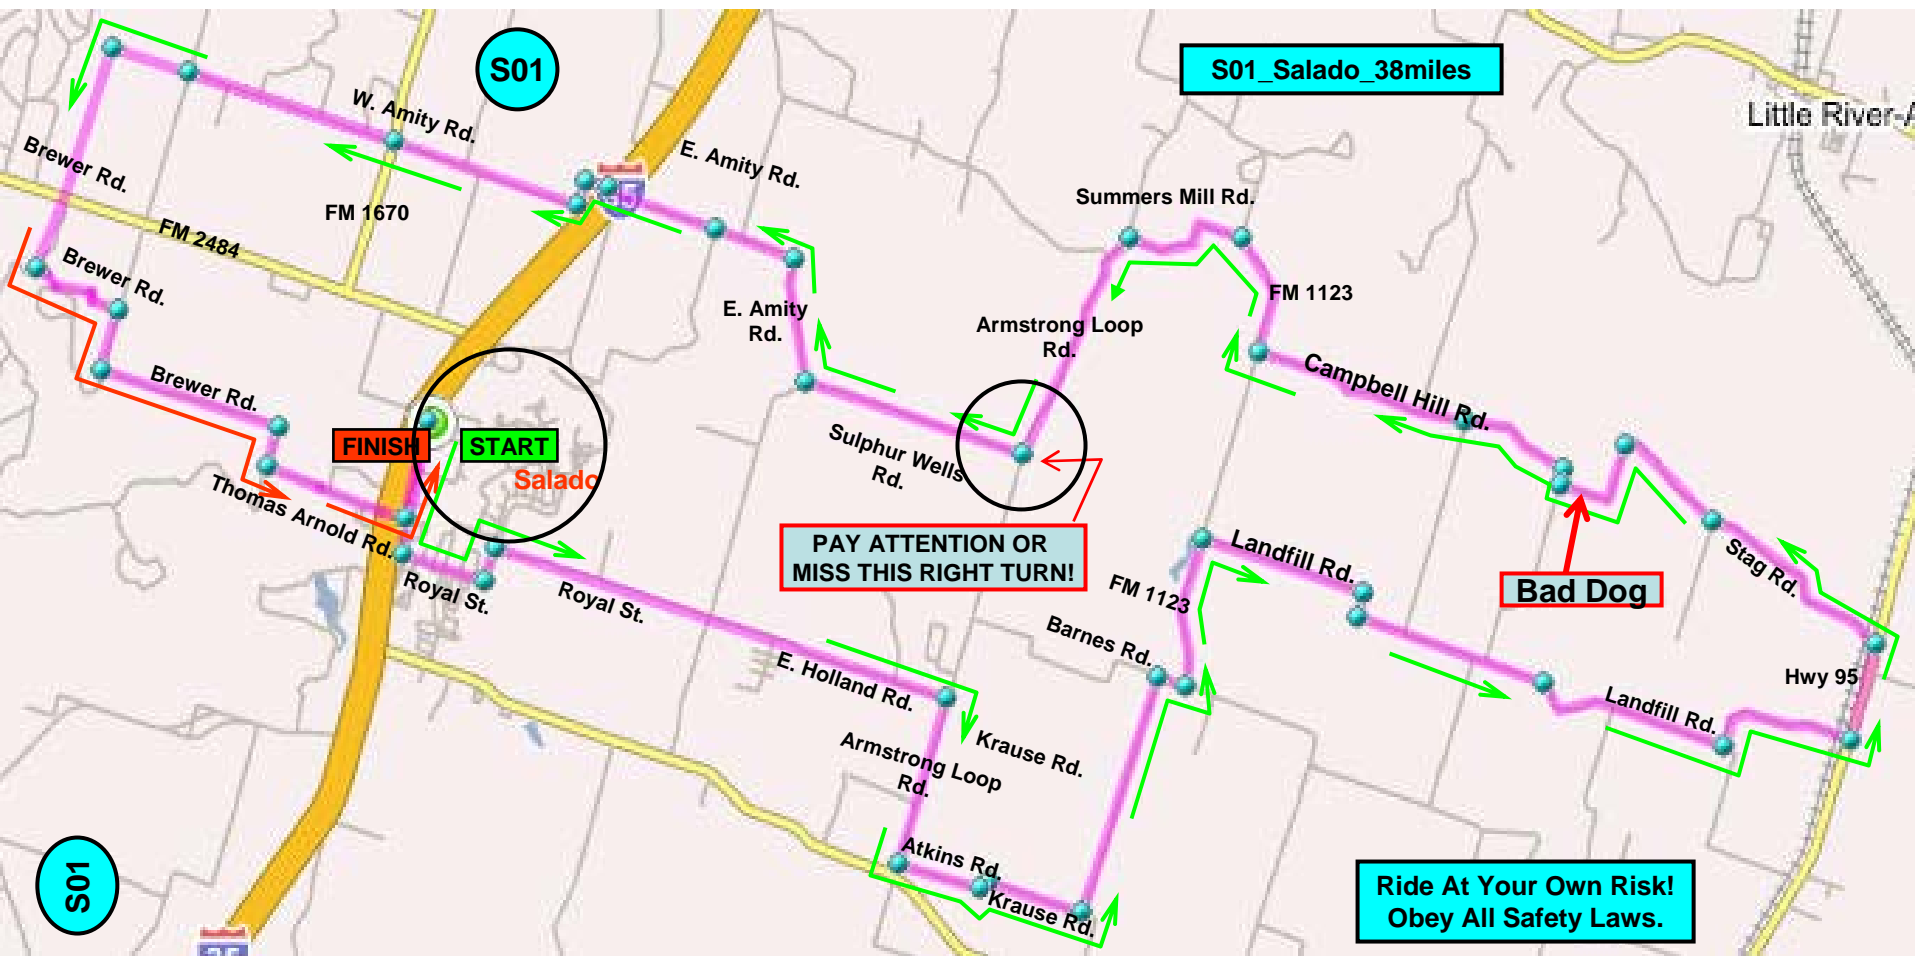 S01
S01_Salado_38miles
Little River-A
W. Amity Rd.
Brewer Rd.
E. Amity Rd.
Summers Mill Rd.
FM 1670
FM 2484
Brewer Rd.
FM 1123
E. Amity
Rd.
Armstrong Loop
Rd.
Brewer Rd.
Campbell Hill Rd.
FINISH
START
Salado
Sulphur Wells
Rd.
Thomas Arnold Rd.
PAY ATTENTION OR
MISS THIS RIGHT TURN!
Landfill Rd.
Stag Rd.
Bad Dog
Royal St.
Royal St.
FM 1123
Barnes Rd.
E. Holland Rd.
Hwy 95
Landfill Rd.
Krause Rd.
Armstrong Loop
Rd.
Atkins Rd.
Krause Rd.
S01
Ride At Your Own Risk!
Obey All Safety Laws.